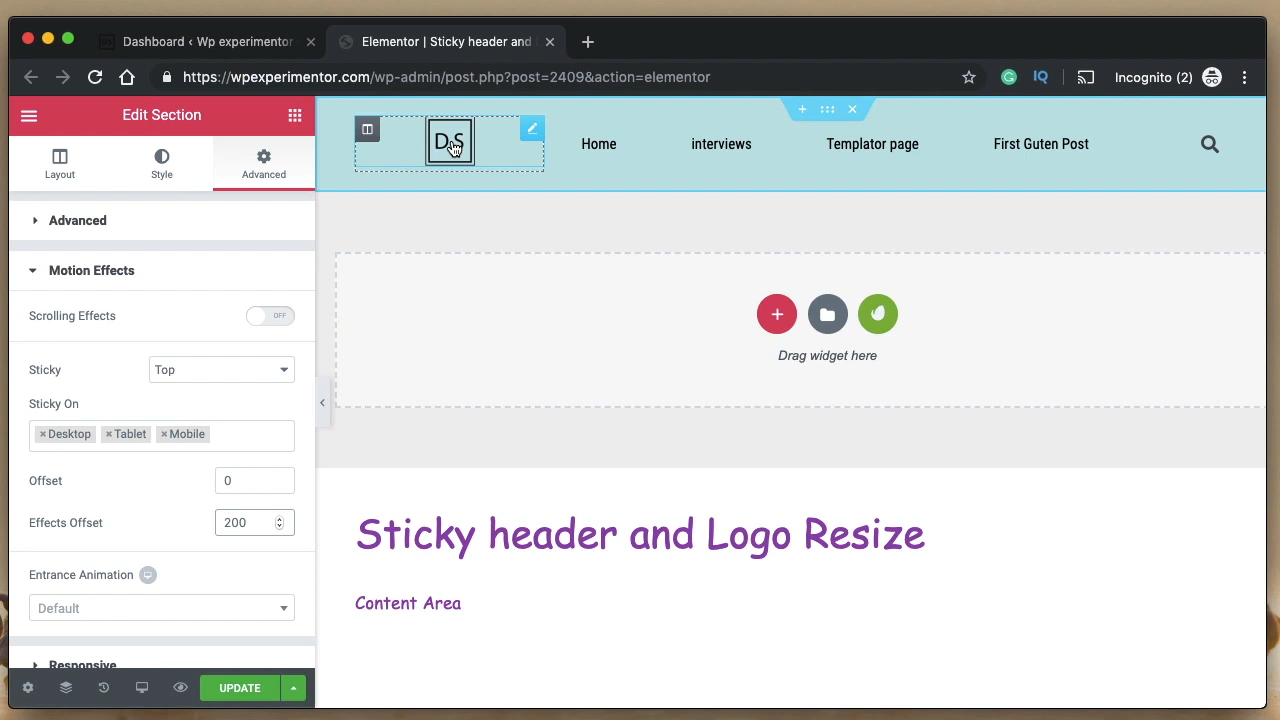 Dashboard ‹ Wp experimentor
Elementor | Sticky header and
https://wpexperimentor.com/wp-admin/post.php?post=2409&action=elementor
IQ
Incognito (2)
Edit Section
DS
Home
interviews
Templator page
First Guten Post
Layout
Style
Advanced
Advanced
Motion Effects
Scrolling Effects
OFF
Sticky
Top
Sticky On
×Desktop ×Tablet ×Mobile
Offset
0
Effects Offset
200
Entrance Animation
Default
Responsive
UPDATE
Drag widget here
Sticky header and Logo Resize
Content Area